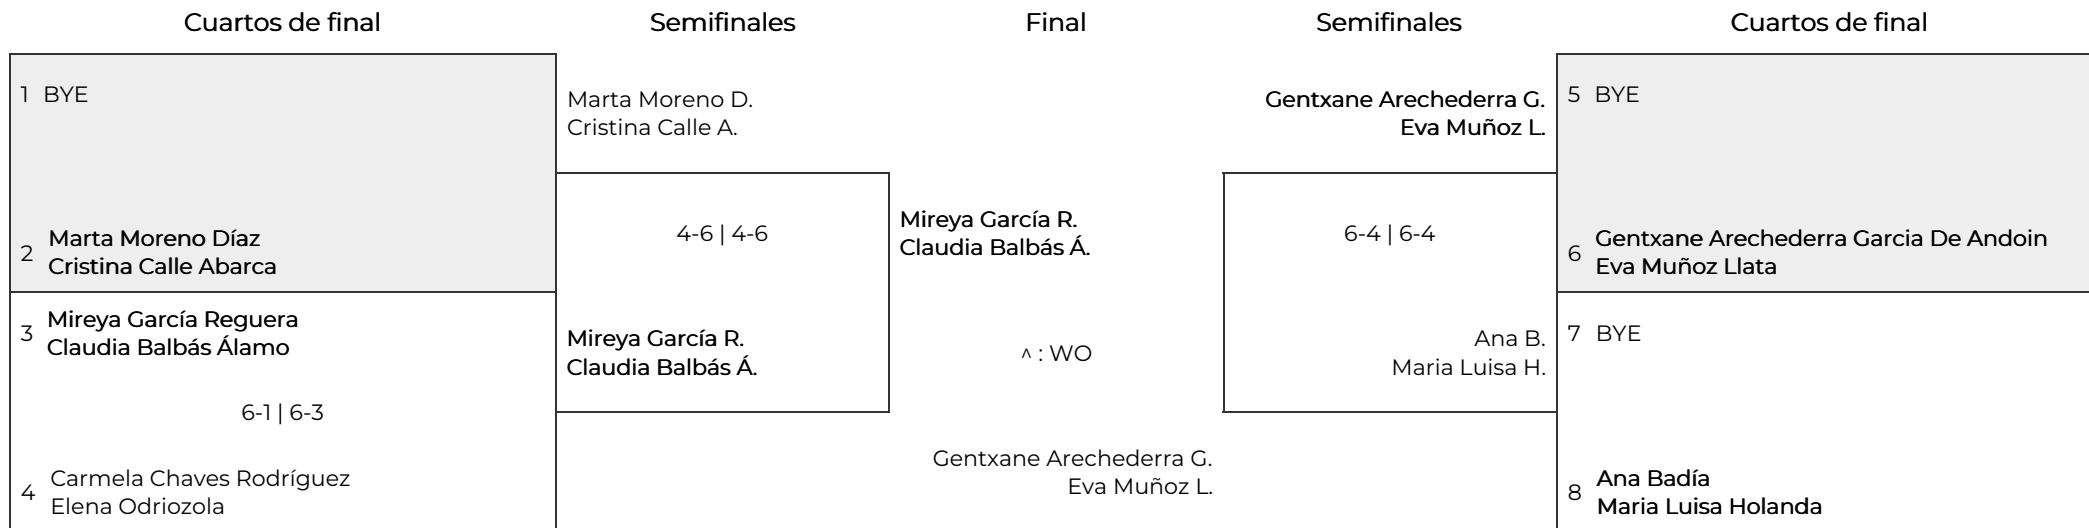 Cuartos de final
Semifinales
Final
Semifinales
Cuartos de final
1 BYE
2 Marta Moreno Díaz
Cristina Calle Abarca
3 Mireya García Reguera
Claudia Balbás Álamo
6-1 | 6-3
4 Carmela Chaves Rodríguez
Elena Odriozola
Marta Moreno D.
Cristina Calle A.
4-6 | 4-6
Mireya García R.
Claudia Balbás Á.
Mireya García R.
Claudia Balbás Á.
^ : WO
Gentxane Arechederra G.
Eva Muñoz L.
Gentxane Arechederra G.
Eva Muñoz L.
6-4 | 6-4
Ana B.
Maria Luisa H.
5 BYE
6 Gentxane Arechederra Garcia De Andoin
Eva Muñoz Llata
7 BYE
8 Ana Badía
Maria Luisa Holanda